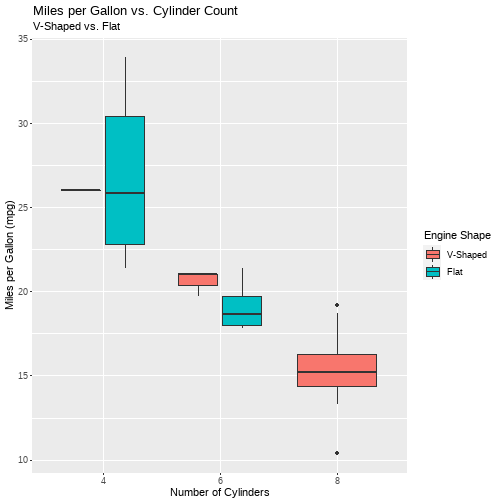 Miles per Gallon vs. Cylinder Count
V-Shaped vs. Flat
35
30
25
20
15
10
Miles per Gallon (mpg)
4
6
8
Number of Cylinders
Engine Shape
V-Shaped
Flat